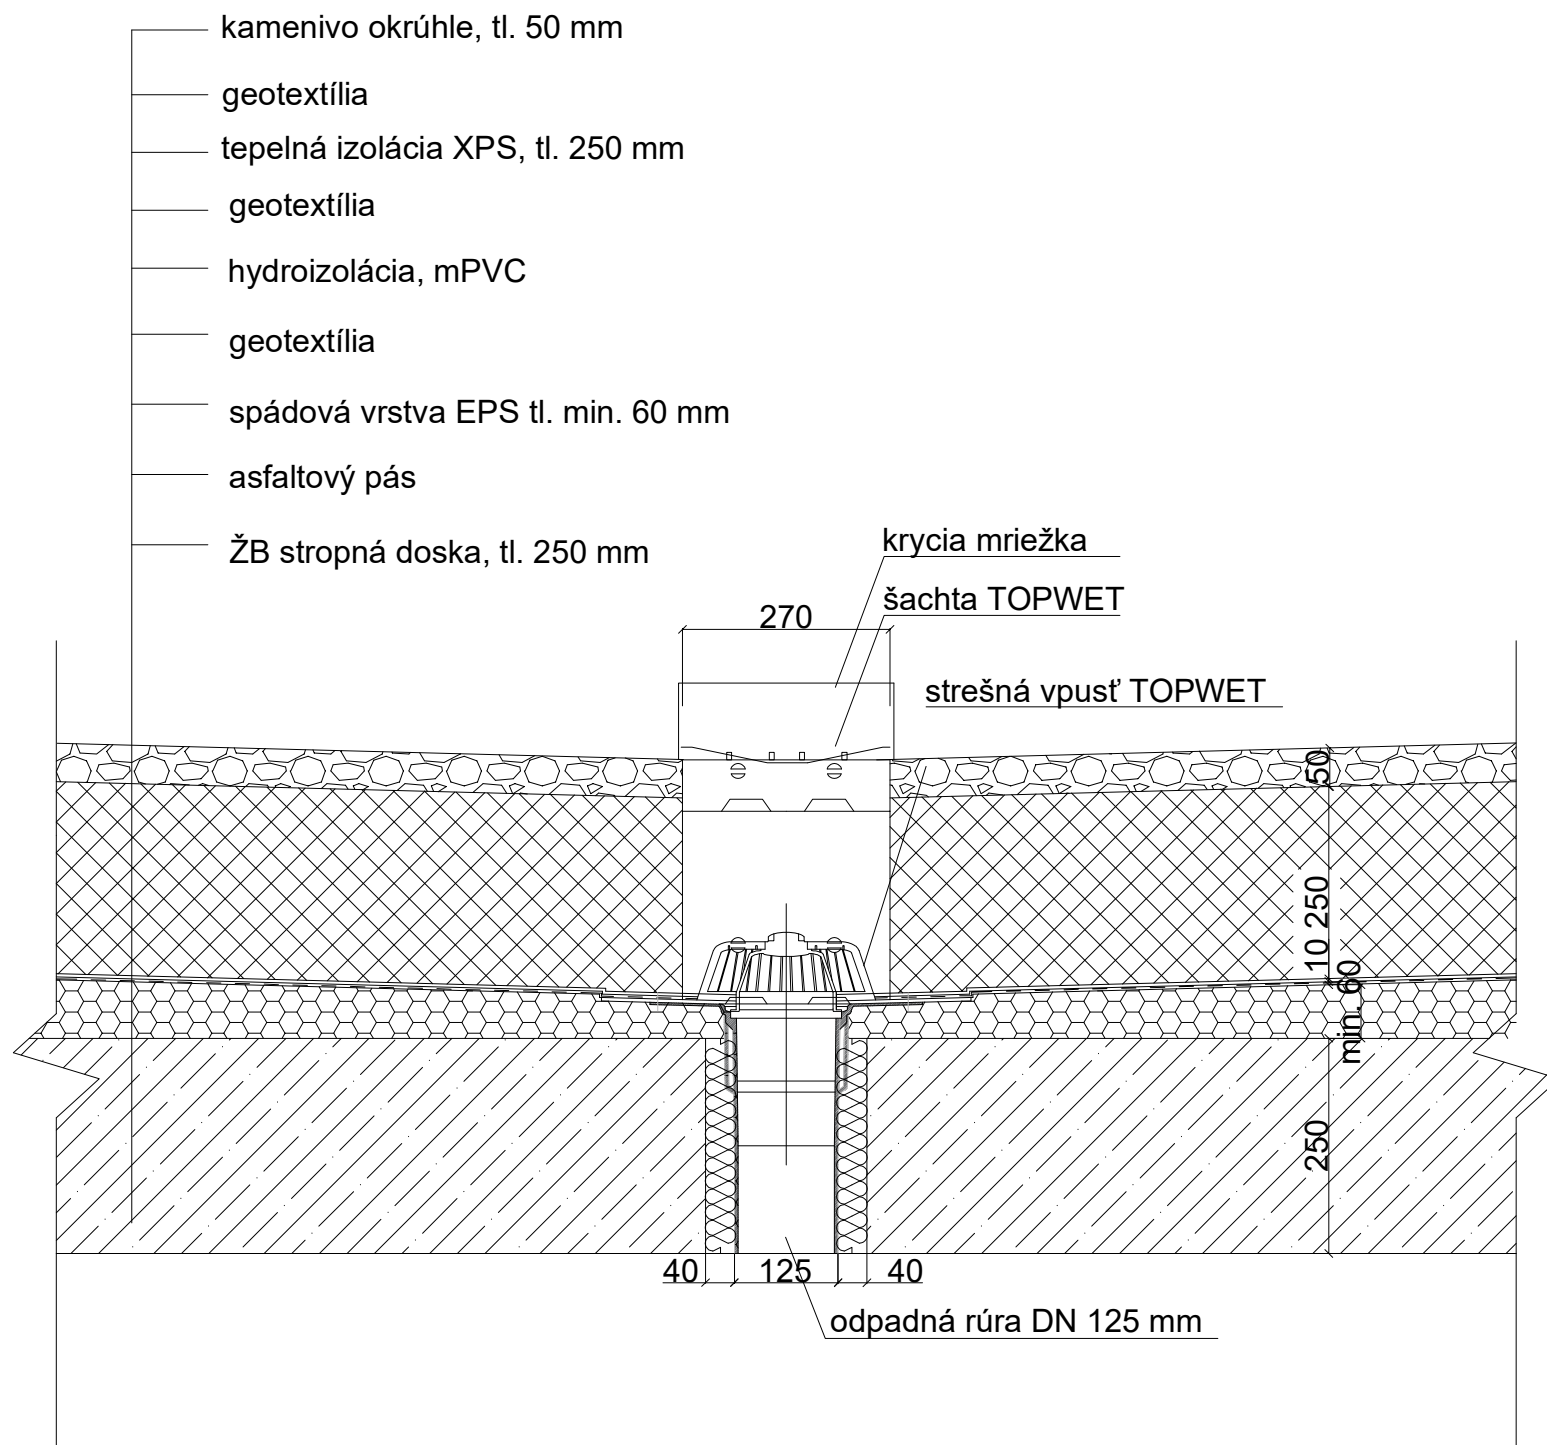 kamenivo okrúhle, tl. 50 mm
geotextília
tepelná izolácia XPS, tl. 250 mm
geotextília
hydroizolácia, mPVC
geotextília
spádová vrstva EPS tl. min. 60 mm
asfaltový pás
ŽB stropná doska, tl. 250 mm
krycia mriežka
šachta TOPWET
270
strešná vpusť TOPWET
50
10 250
min. 60
250
40 125 40
odpadná rúra DN 125 mm